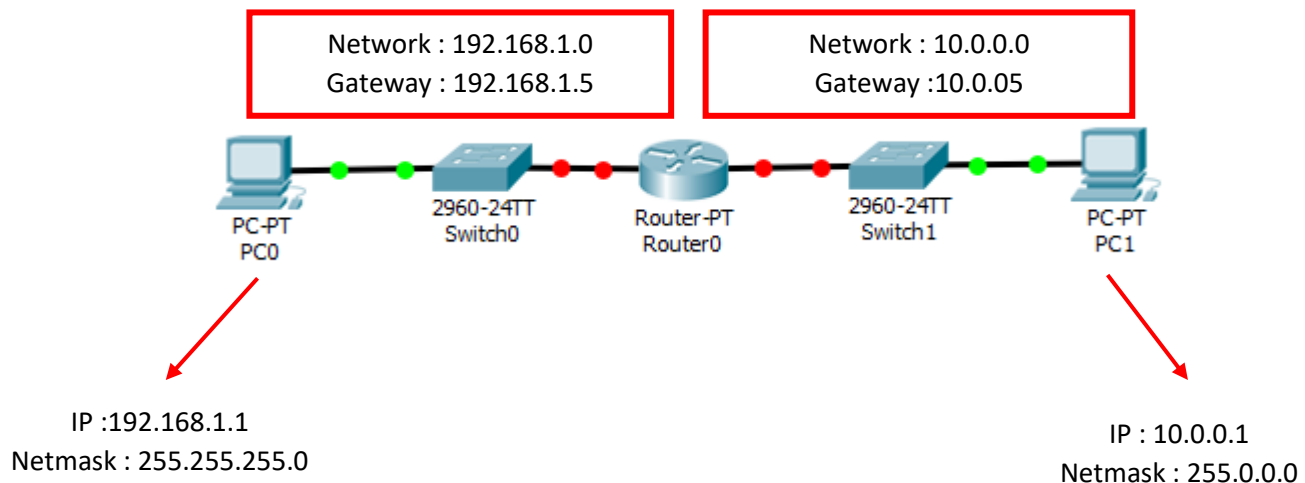 Network : 192.168.1.0
Gateway : 192.168.1.5
Network : 10.0.0.0
Gateway :10.0.05
PC-PT
PC0
2960-24TT
Switch0
Router-PT
Router0
2960-24TT
Switch1
PC-PT
PC1
IP :192.168.1.1
Netmask : 255.255.255.0
IP : 10.0.0.1
Netmask : 255.0.0.0